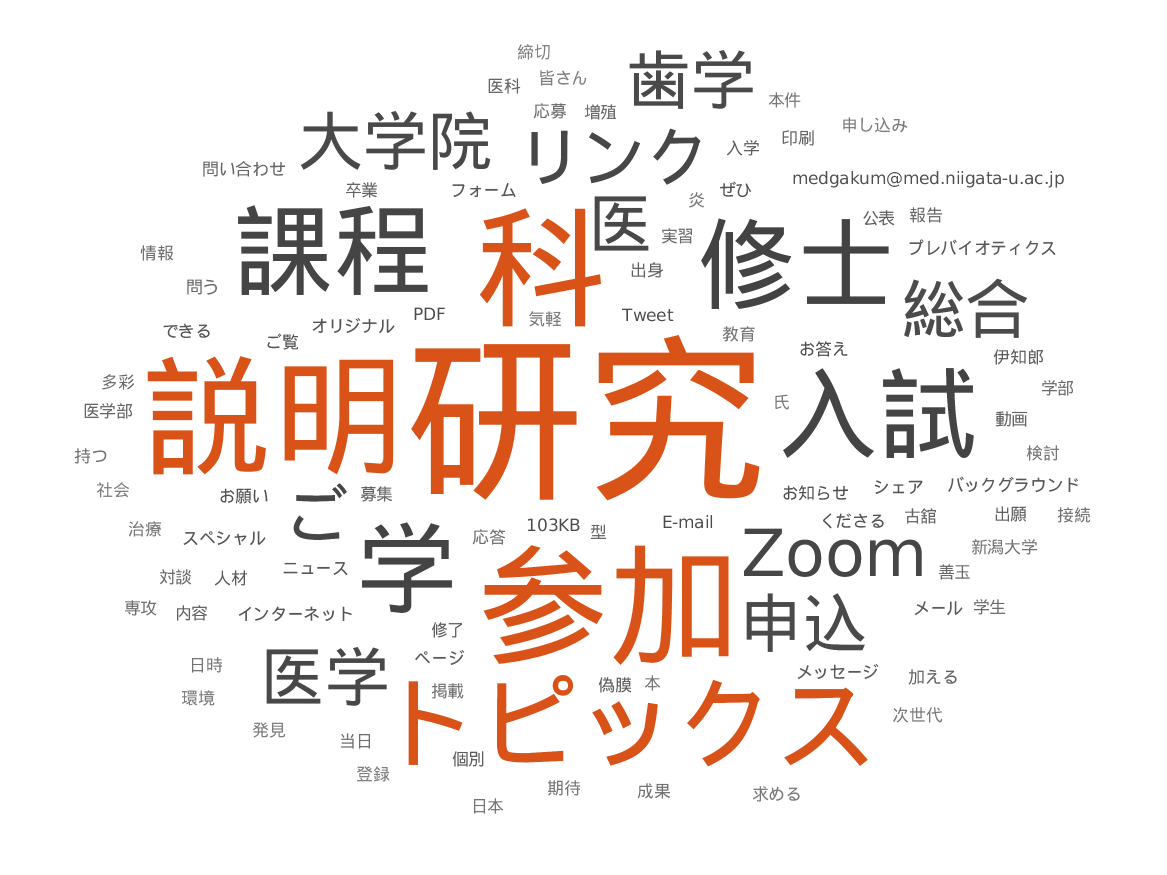 締切
歯学
医科
皆さん
本件
応募
増殖
大学院
リンク
入学
印刷
申し込み
問い合わせ
卒業
フォーム
ぜひ
medgakum@med.niigata-u.ac.jp
炎
課程
科
医
修士
公表
報告
実習
情報
プレバイオティクス
出身
問う
総合
オリジナル
PDF
気軽
Tweet
できる
ご覧
教育
お答え
伊知郎
多彩
説明
研究
入試
学部
医学部
氏
動画
持つ
検討
社会
お願い
ご
募集
お知らせ
シェア
バックグラウンド
治療
スペシャル
学
応答
103KB
型
E-mail
くださる
古舘
出願
接続
Zoom
新潟大学
対談
人材
ニュース
参加
善玉
専攻
内容
インターネット
申込
メール
学生
修了
日時
医学
ページ
メッセージ
加える
環境
掲載
トピックス
偽膜
本
次世代
発見
当日
個別
登録
期待
成果
求める
日本